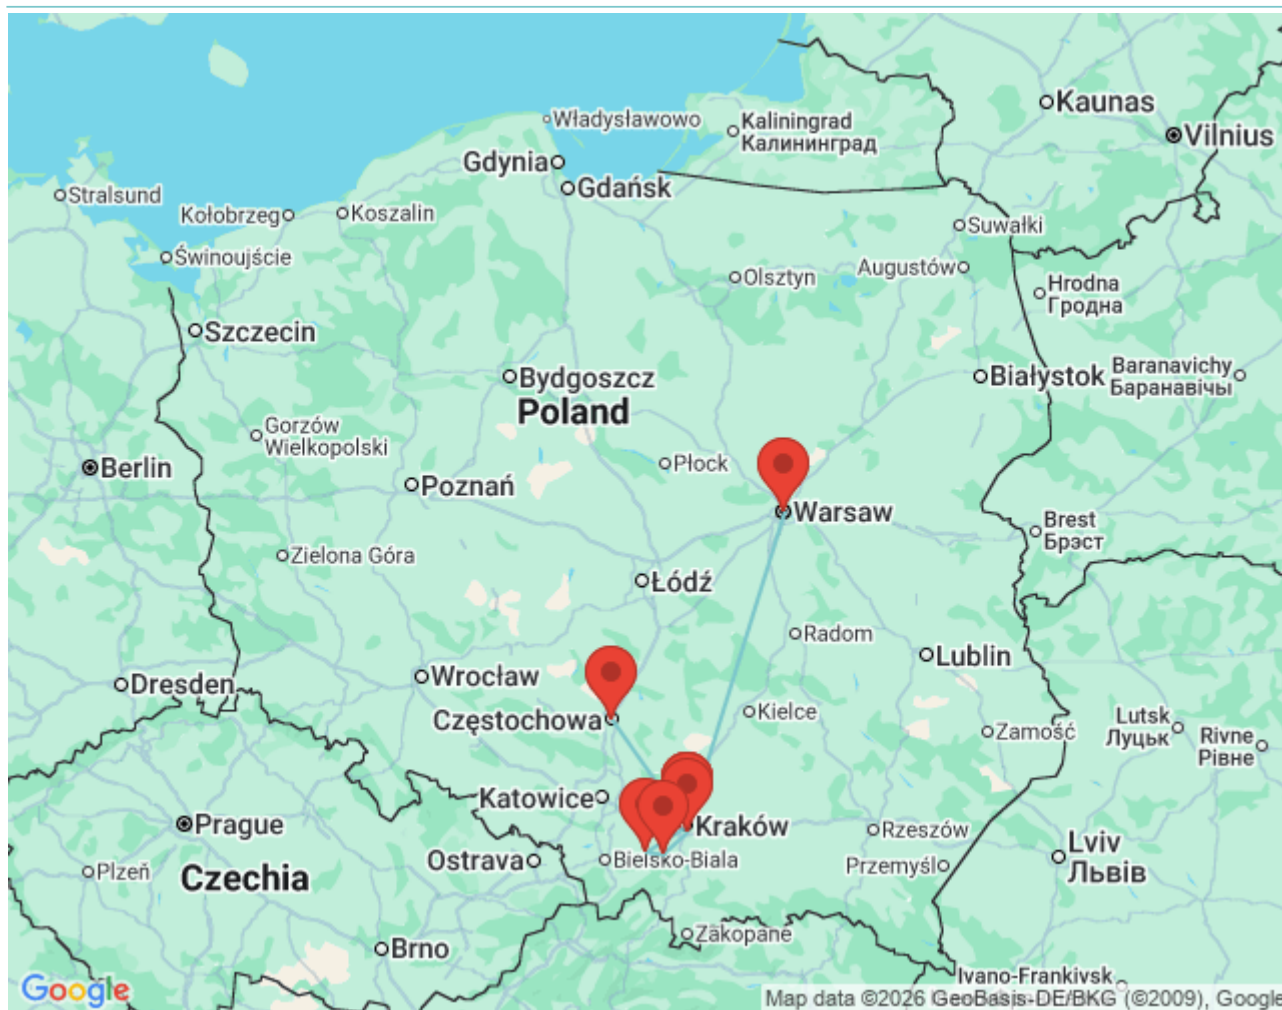 Władysławowo
Kaunas
Kaliningrad
Калининград
Vilnius
Gdynia
Gdańsk
Stralsund
Kołobrzeg
Koszalin
Suwałki
Świnoujście
Olsztyn
Augustów
Hrodna
Гродна
Szczecin
Bydgoszcz
Białystok
Baranavichy
Баранавічы
Poland
Gorzów
Wielkopolski
Berlin
Płock
Poznań
Warsaw
Brest
Брэст
Zielona Góra
Łódź
Radom
Lublin
Wrocław
Dresden
Częstochowa
Kielce
Zamość
Lutsk
Луцьк
Rivne
Рівне
Katowice
Prague
Kraków
Rzeszów
Ostrava
Bielsko-Biala
Przemyśl
Lviv
Львів
Plzeň
Czechia
Zakopane
Brno
Ivano-Frankivsk
Google
Map data ©2026 GeoBasis-DE/BKG (©2009), Google